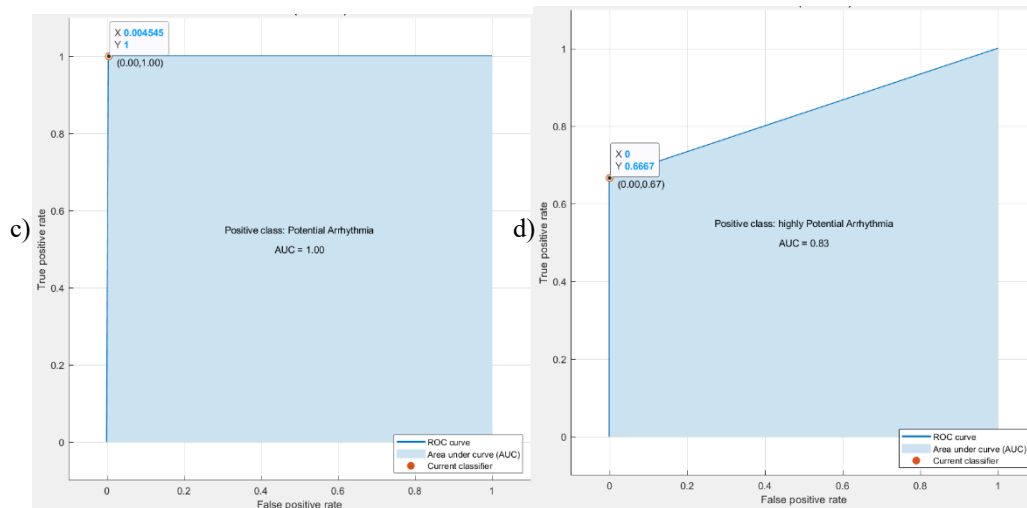 c)
X 0.004545
Y 1
(0.00,1.00)
1
0.8
0.6
0.4
0.2
0
True positive rate
Positive class: Potential Arrhythmia
AUC = 1.00
ROC curve
Area under curve (AUC)
Current classifier
0 0.2 0.4 0.6 0.8 1
False positive rate
d)
X 0
Y 0.6667
(0.00,0.67)
1
0.8
0.6
0.4
0.2
0
True positive rate
Positive class: highly Potential Arrhythmia
AUC = 0.83
ROC curve
Area under curve (AUC)
Current classifier
0 0.2 0.4 0.6 0.8 1
False positive rate